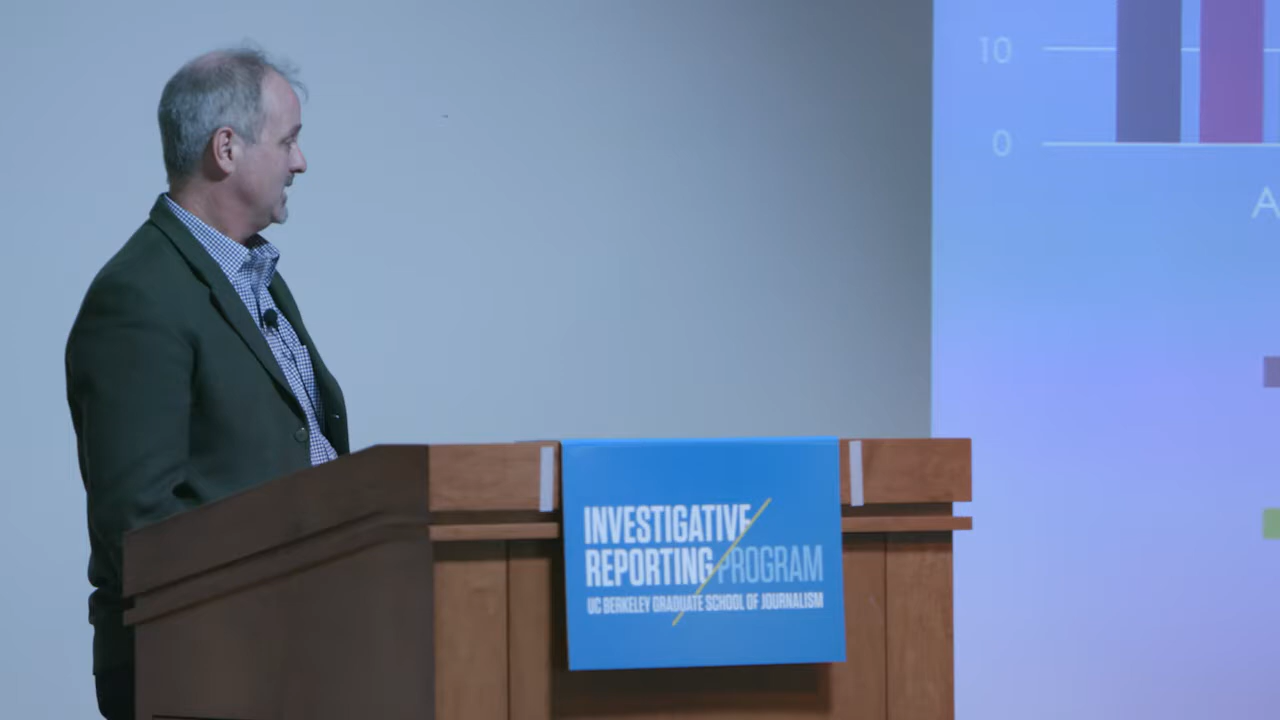 10
0
A
INVESTIGATIVE
REPORTING PROGRAM
UC BERKELEY GRADUATE SCHOOL OF JOURNALISM